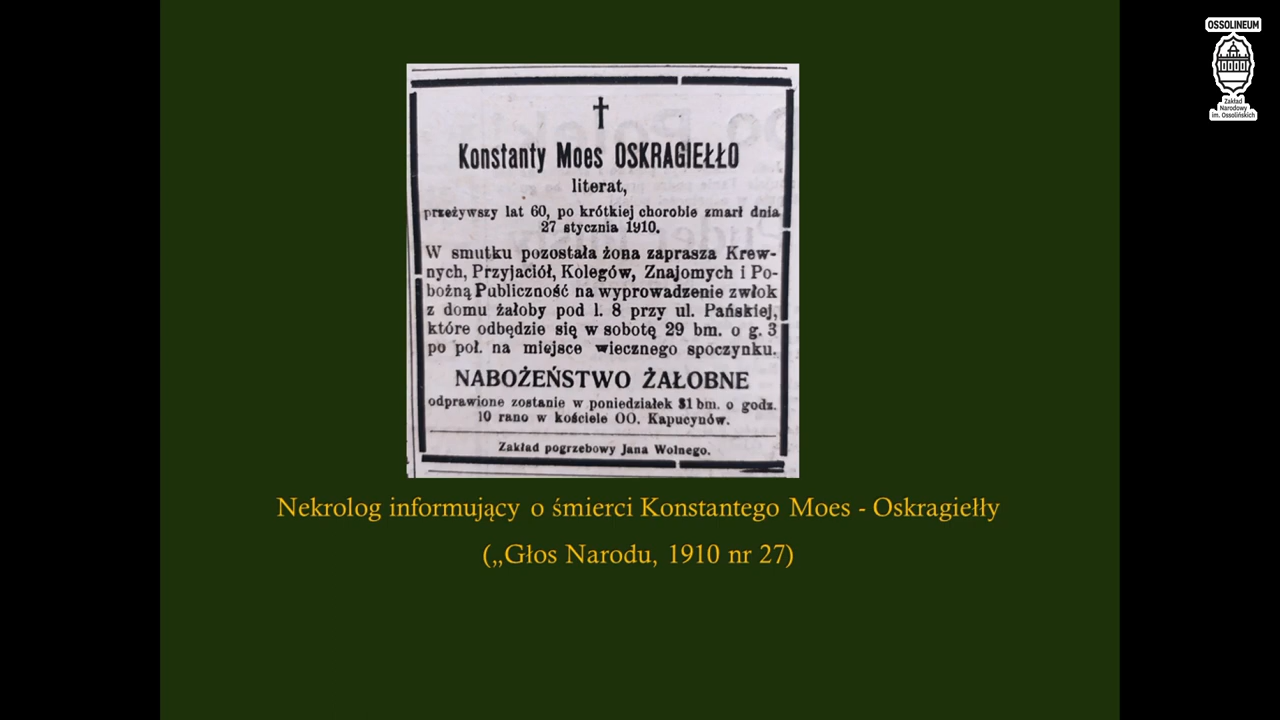 OSSOLINEUM
Zakład
Narodowy
im. Ossolińskich
Konstanty Moes OSKRAGIEŁŁO
literat,
przeżywszy lat 60, po krótkiej chorobie zmarł dnia
27 stycznia 1910.
W smutku pozostała żona zaprasza Krew-
nych, Przyjaciół, Kolegów, Znajomych i Po-
bożną Publiczność na wyprowadzenie zwłok
z domu żałoby pod l. 8 przy ul. Pańskiej,
które odbędzie się w sobotę 29 bm. o g. 3
po poł. na miejsce wiecznego spoczynku.
NABOŻEŃSTWO ŻAŁOBNE
odprawione zostanie w poniedziałek 31 bm. o godz.
10 rano w kościele OO. Kapucynów.
Zakład pogrzebowy Jana Wolnego.
Nekrolog informujący o śmierci Konstantego Moes - Oskragiełły
(„Głos Narodu, 1910 nr 27)